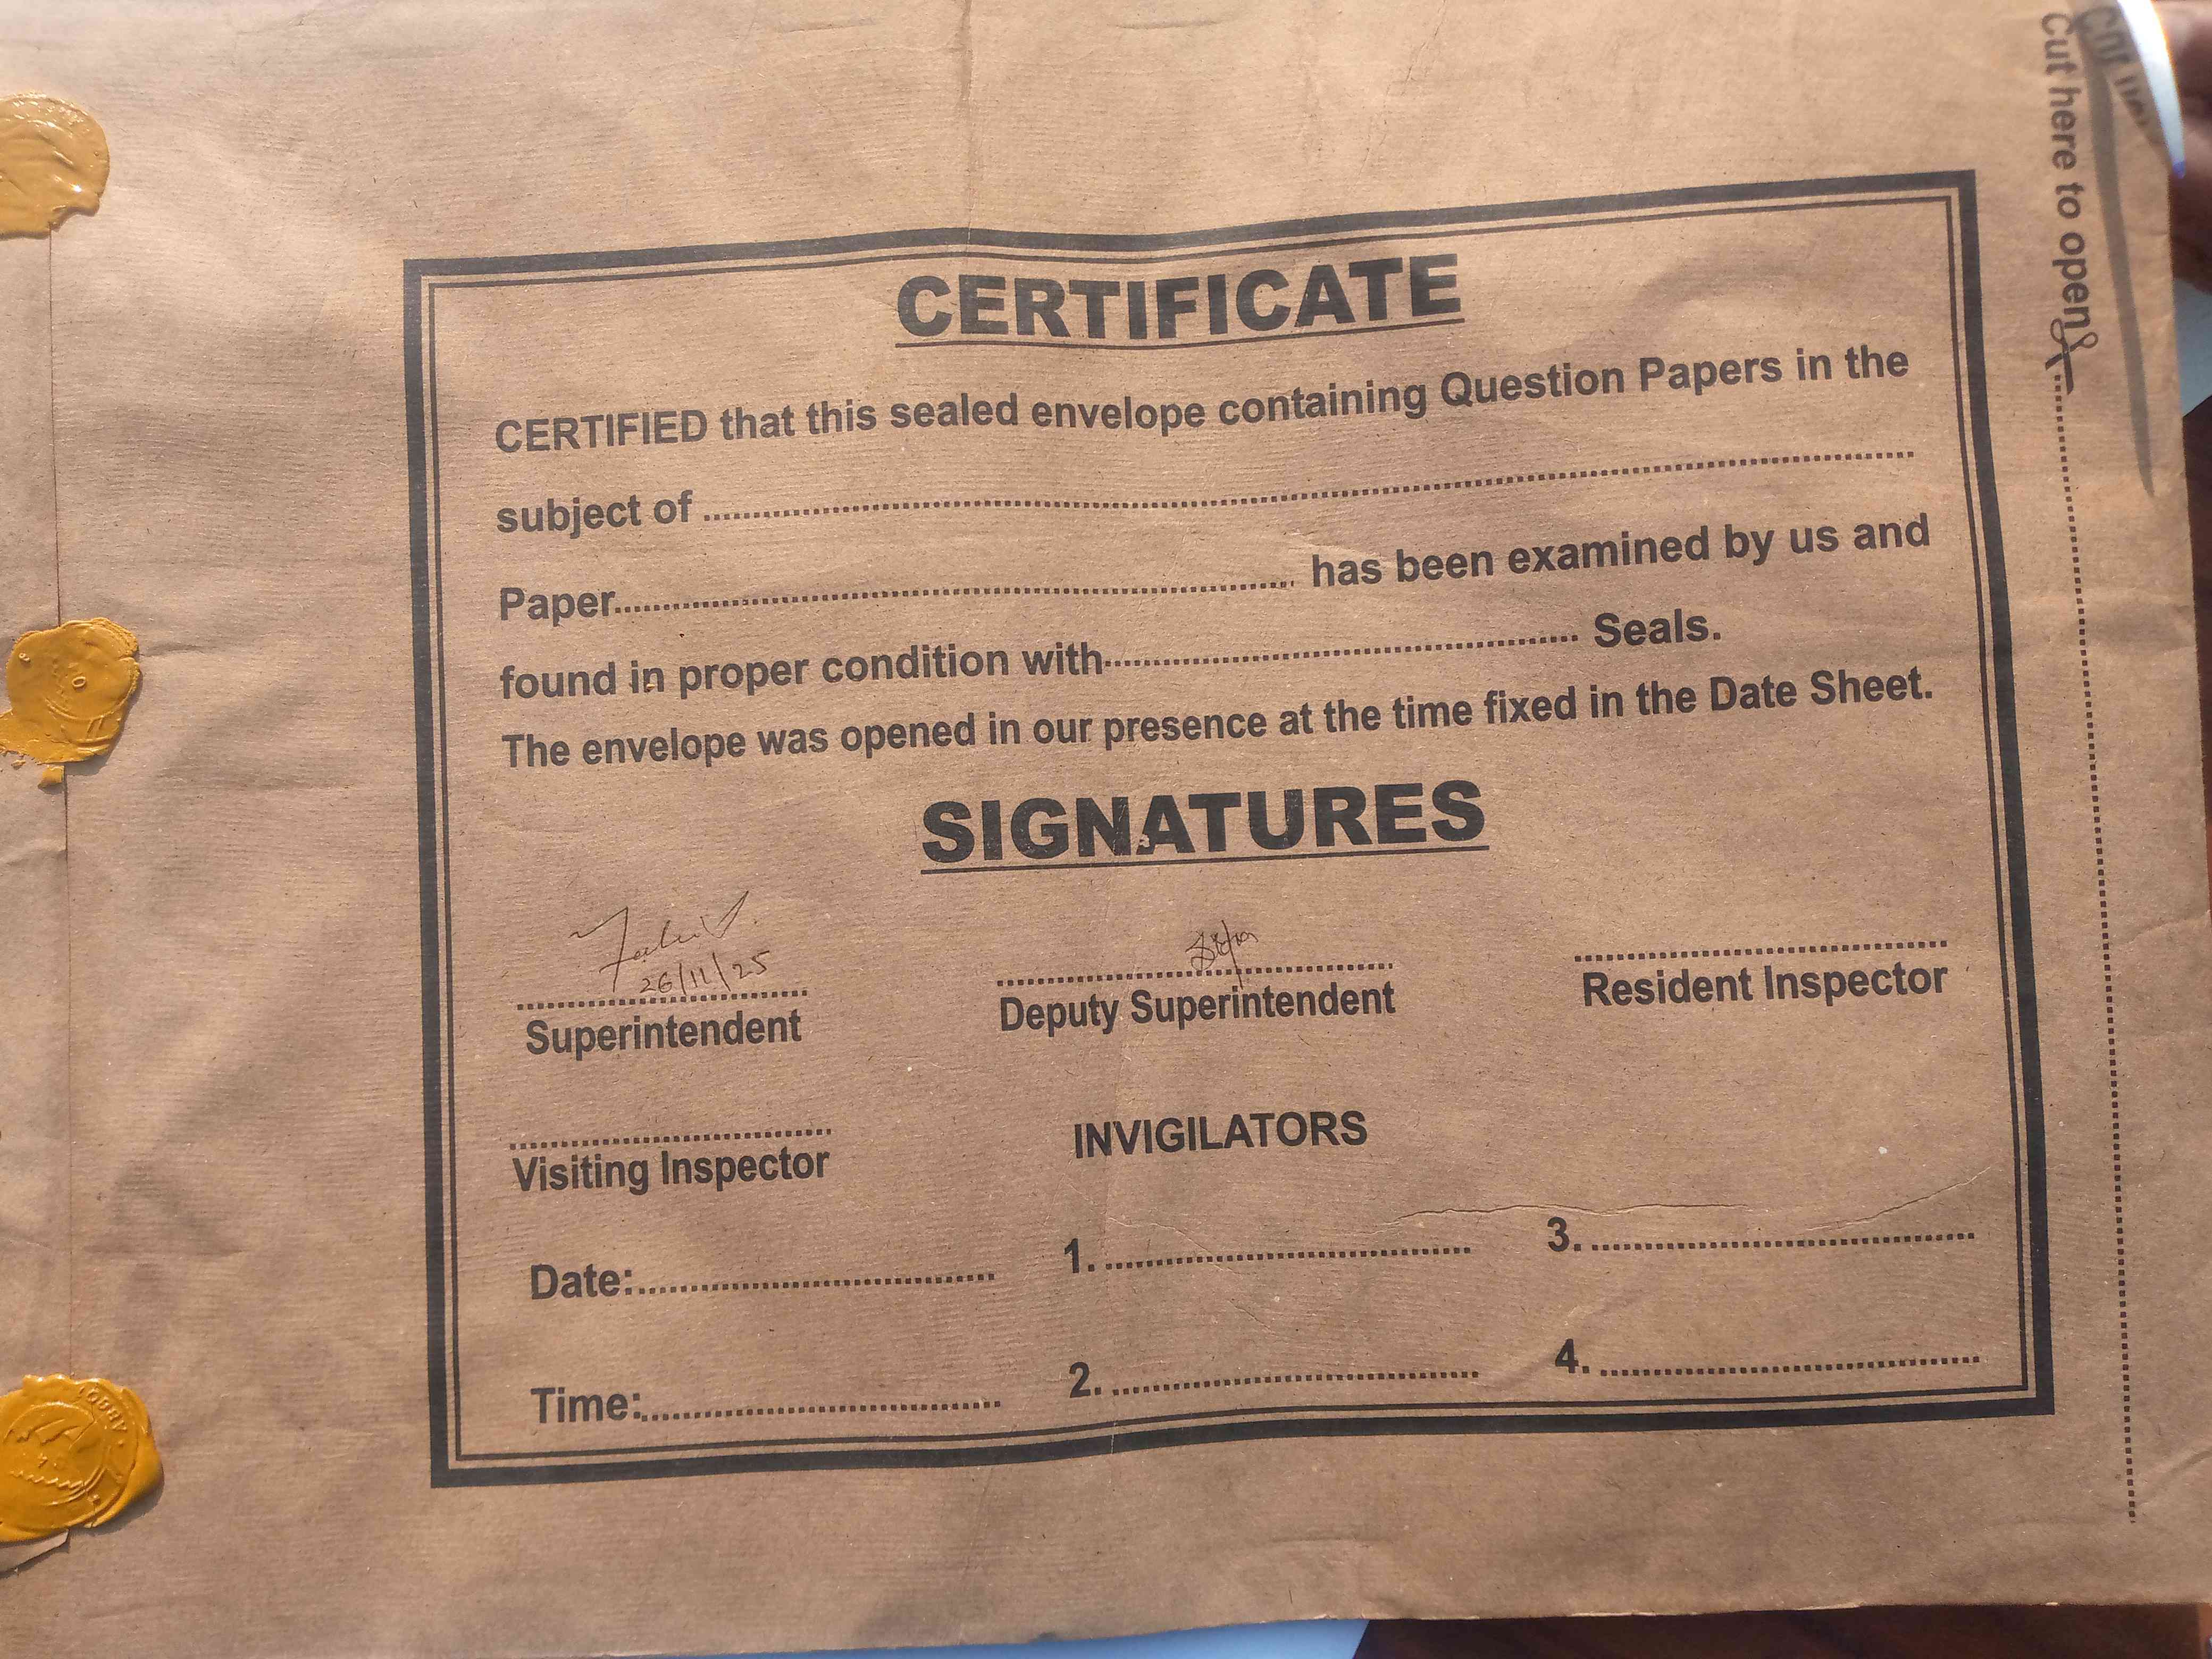 CERTIFICATE
CERTIFIED that this sealed envelope containing Question Papers in the
subject of ........................................................
Paper........................................ has been examined by us and
found in proper condition with.............................. Seals.
The envelope was opened in our presence at the time fixed in the Date Sheet.
SIGNATURES
26/11/25
Superintendent
Deputy Superintendent
Resident Inspector
Visiting Inspector
INVIGILATORS
Date:..............................
1. ..............................
3. ..............................
Time:..............................
2. ..............................
4. ..............................
Cut here to open